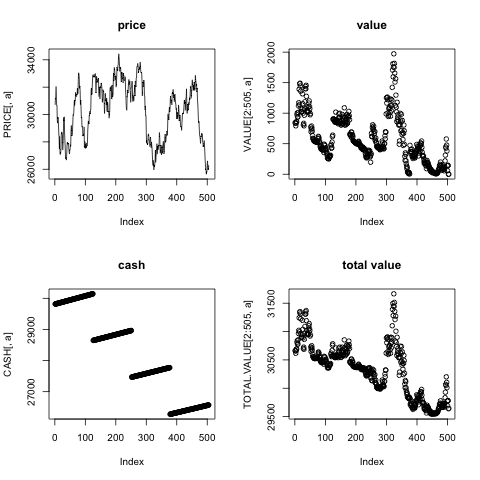 price
PRICE[, a]
26000 30000 34000
0 100 200 300 400 500
Index
value
VALUE[2:505, a]
0 500 1000 1500 2000
0 100 200 300 400 500
Index
cash
CASH[, a]
27000 29000
0 100 200 300 400 500
Index
total value
TOTAL.VALUE[2:505, a]
29500 30500 31500
0 100 200 300 400 500
Index